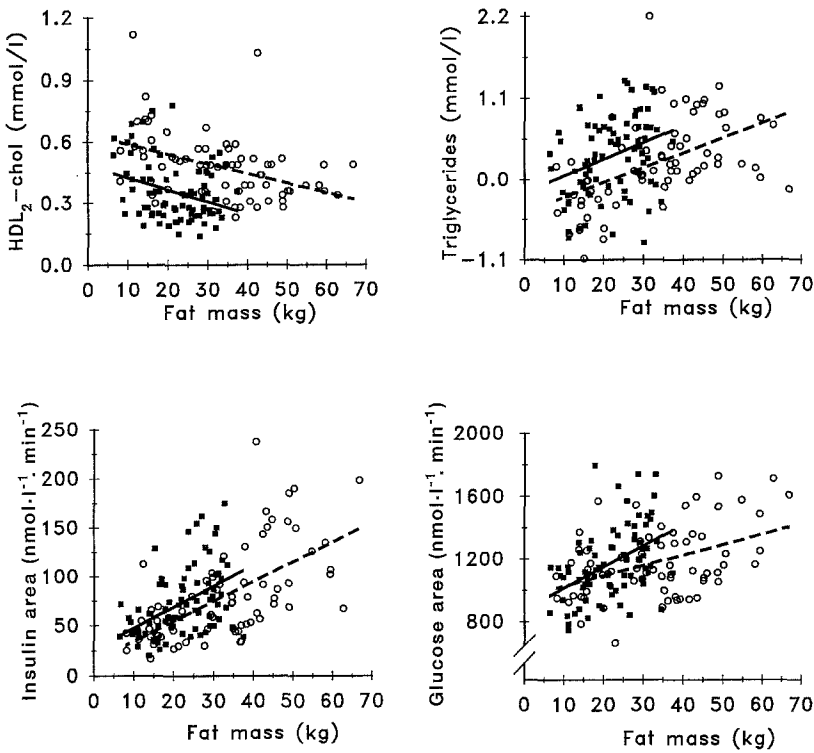 HDL₂-chol (mmol/l)
1.2
0.9
0.6
0.3
0.0
0 10 20 30 40 50 60 70
Fat mass (kg)
Triglycerides (mmol/l)
2.2
1.1
0.0
-1.1
0 10 20 30 40 50 60 70
Fat mass (kg)
Insulin area (nmol·l⁻¹. min⁻¹)
250
200
150
100
50
0
0 10 20 30 40 50 60 70
Fat mass (kg)
Glucose area (nmol·l⁻¹. min⁻¹)
2000
1600
1200
800
0 10 20 30 40 50 60 70
Fat mass (kg)